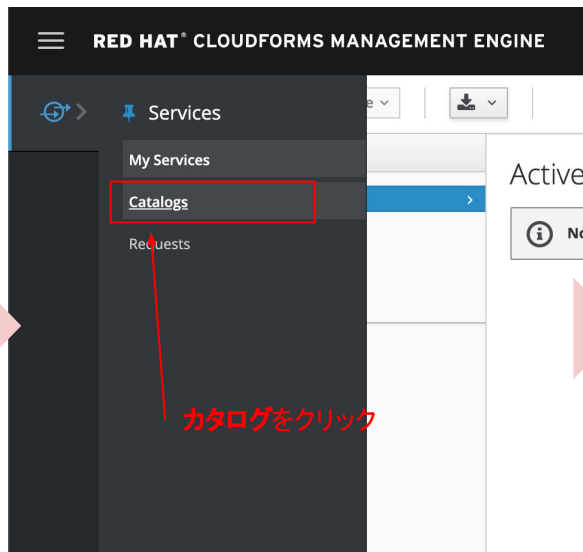 RED HAT® CLOUDFORMS MANAGEMENT ENGINE
Services
e
My Services
Active
Catalogs
No
Requests
カタログをクリック